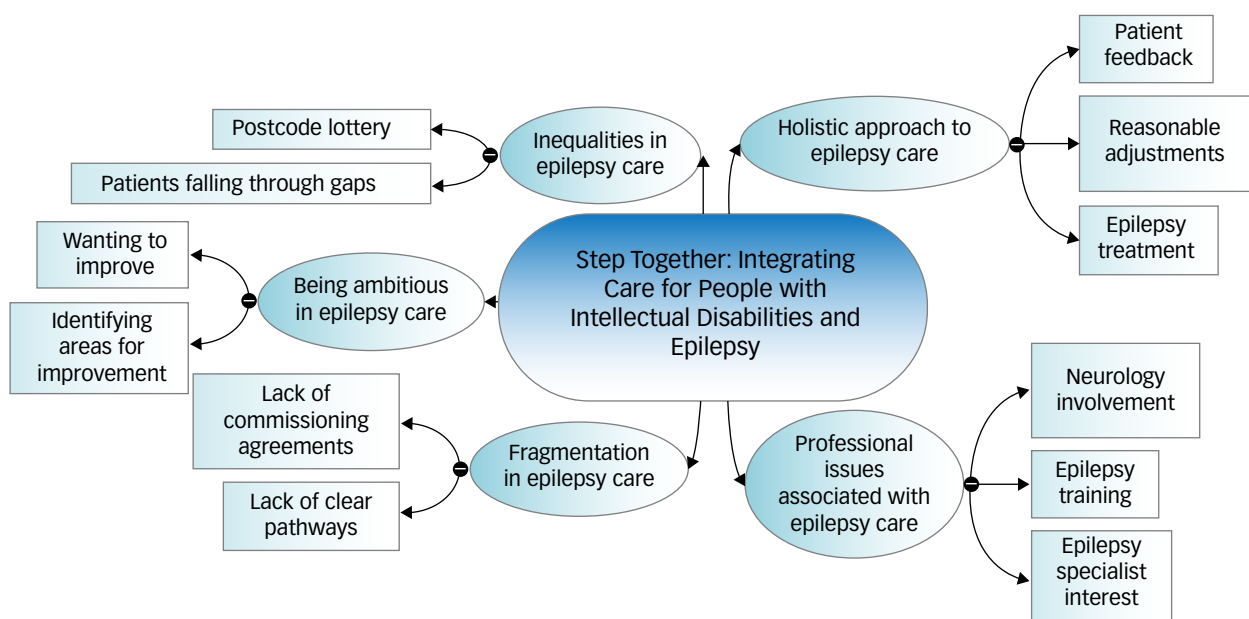 Step Together: Integrating
Care for People with
Intellectual Disabilities and
Epilepsy
Inequalities in
epilepsy care
Postcode lottery
Patients falling through gaps
Being ambitious
in epilepsy care
Wanting to
improve
Identifying
areas for
improvement
Fragmentation
in epilepsy care
Lack of
commissioning
agreements
Lack of clear
pathways
Holistic approach to
epilepsy care
Patient
feedback
Reasonable
adjustments
Epilepsy
treatment
Professional
issues
associated with
epilepsy care
Neurology
involvement
Epilepsy
training
Epilepsy
specialist
interest